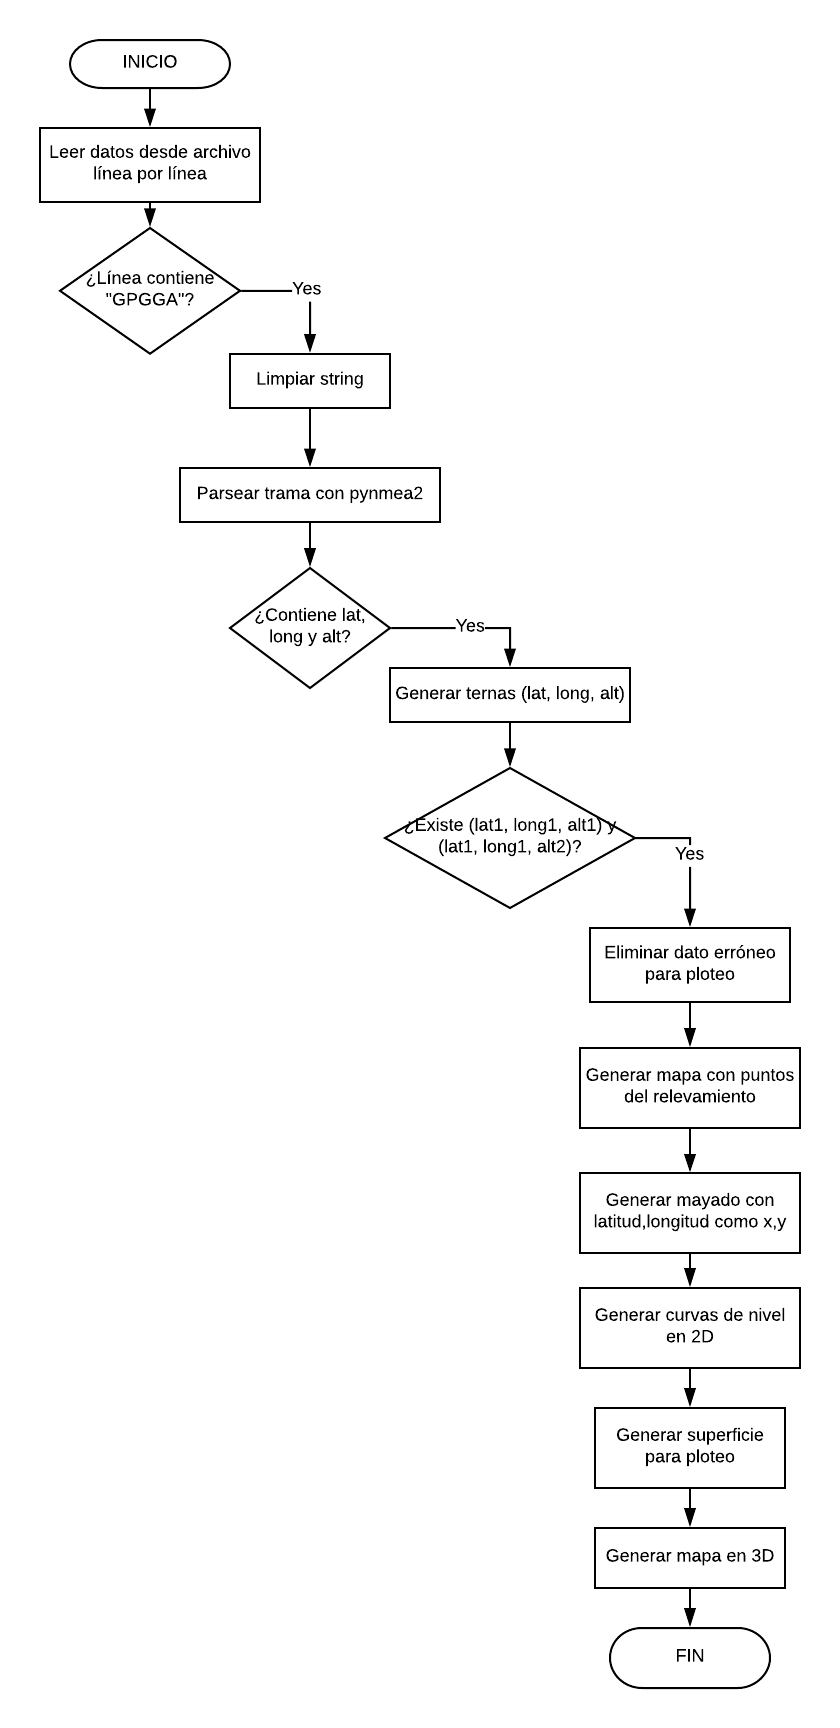 INICIO
Leer datos desde archivo
línea por línea
¿Línea contiene
"GPGGA"?
Yes
Limpiar string
Parsear trama con pynmea2
¿Contiene lat,
long y alt?
Yes
Generar ternas (lat, long, alt)
¿Existe (lat1, long1, alt1) y
(lat1, long1, alt2)?
Yes
Eliminar dato erróneo
para ploteo
Generar mapa con puntos
del relevamiento
Generar mayado con
latitud,longitud como x,y
Generar curvas de nivel
en 2D
Generar superficie
para ploteo
Generar mapa en 3D
FIN